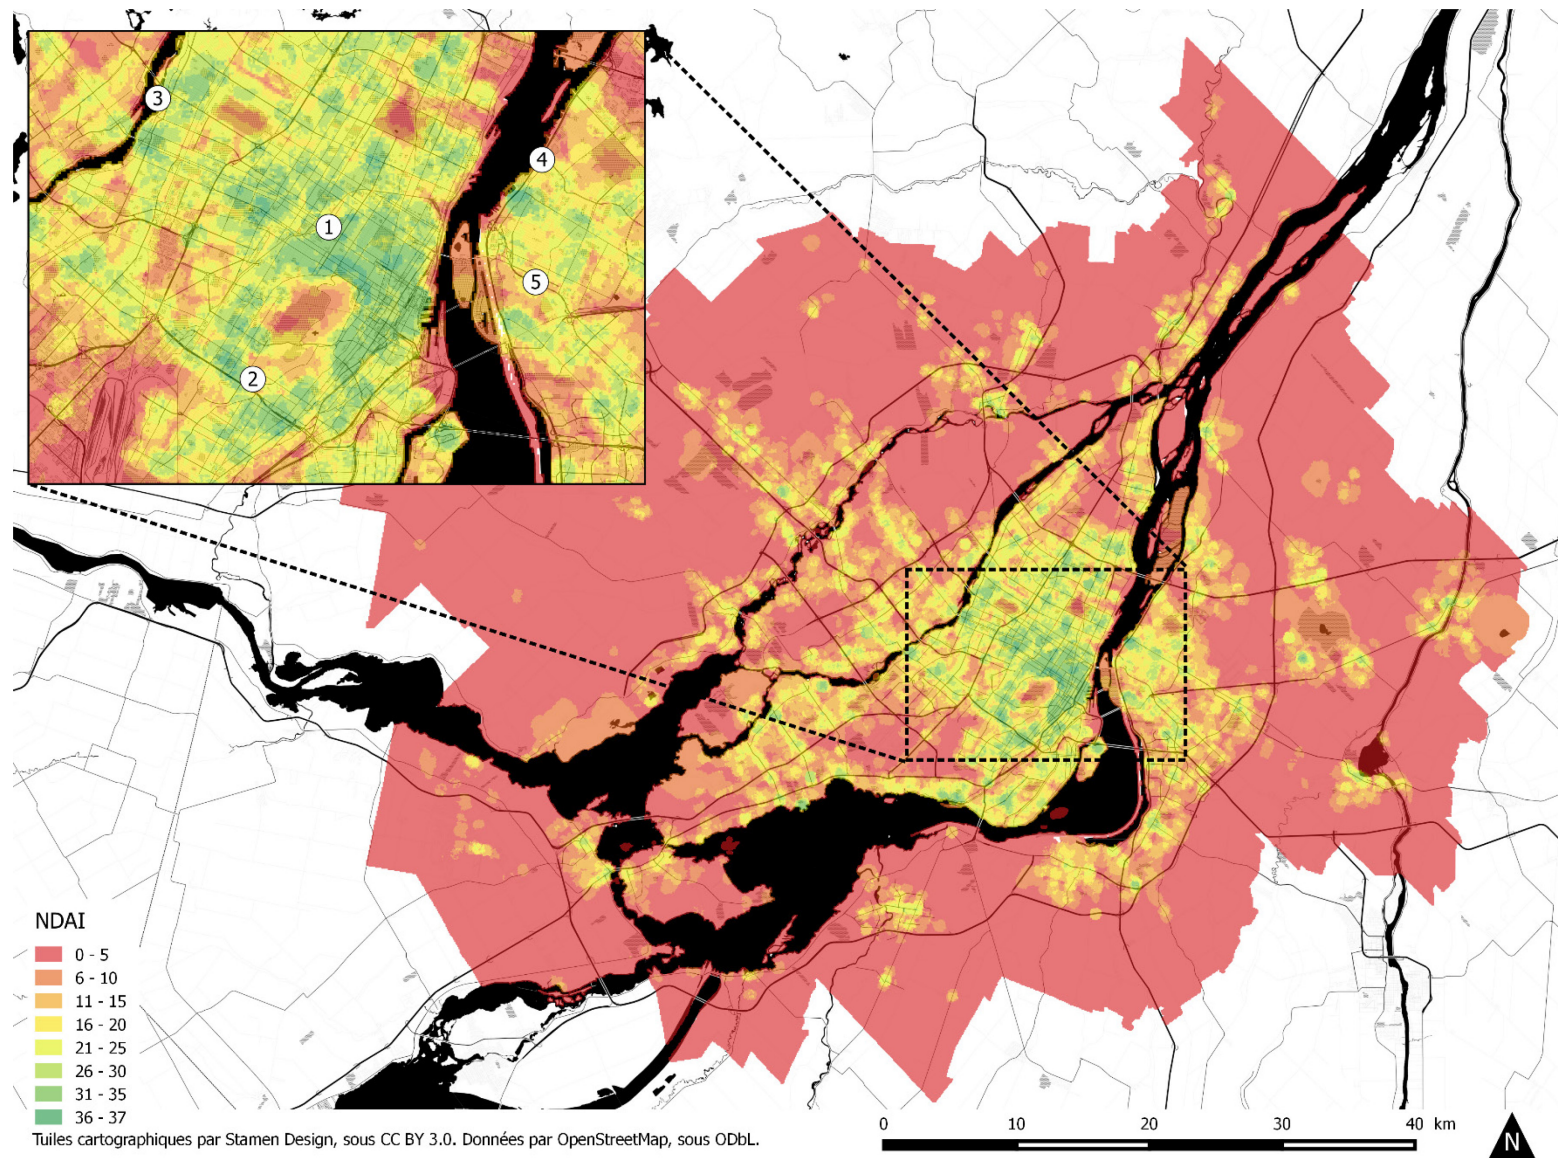 3
4
1
5
2
NDAI
0 - 5
6 - 10
11 - 15
16 - 20
21 - 25
26 - 30
31 - 35
36 - 37
Tuiles cartographiques par Stamen Design, sous CC BY 3.0. Données par OpenStreetMap, sous ODbL.
0 10 20 30 40 km
N